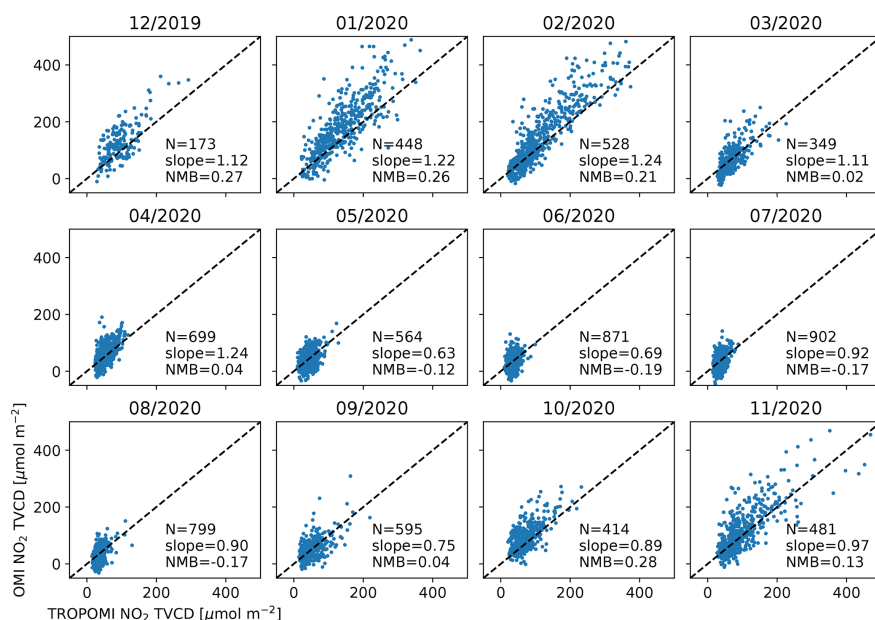 12/2019
01/2020
02/2020
03/2020
400
200
0
N=173
slope=1.12
NMB=0.27
N=448
slope=1.22
NMB=0.26
N=528
slope=1.24
NMB=0.21
N=349
slope=1.11
NMB=0.02
04/2020
05/2020
06/2020
07/2020
400
200
0
N=699
slope=1.24
NMB=0.04
N=564
slope=0.63
NMB=-0.12
N=871
slope=0.69
NMB=-0.19
N=902
slope=0.92
NMB=-0.17
08/2020
09/2020
10/2020
11/2020
400
200
0
N=799
slope=0.90
NMB=-0.17
N=595
slope=0.75
NMB=0.04
N=414
slope=0.89
NMB=0.28
N=481
slope=0.97
NMB=0.13
0 200 400
0 200 400
0 200 400
0 200 400
OMI NO₂ TVCD [μmol m⁻²]
TROPOMI NO₂ TVCD [μmol m⁻²]